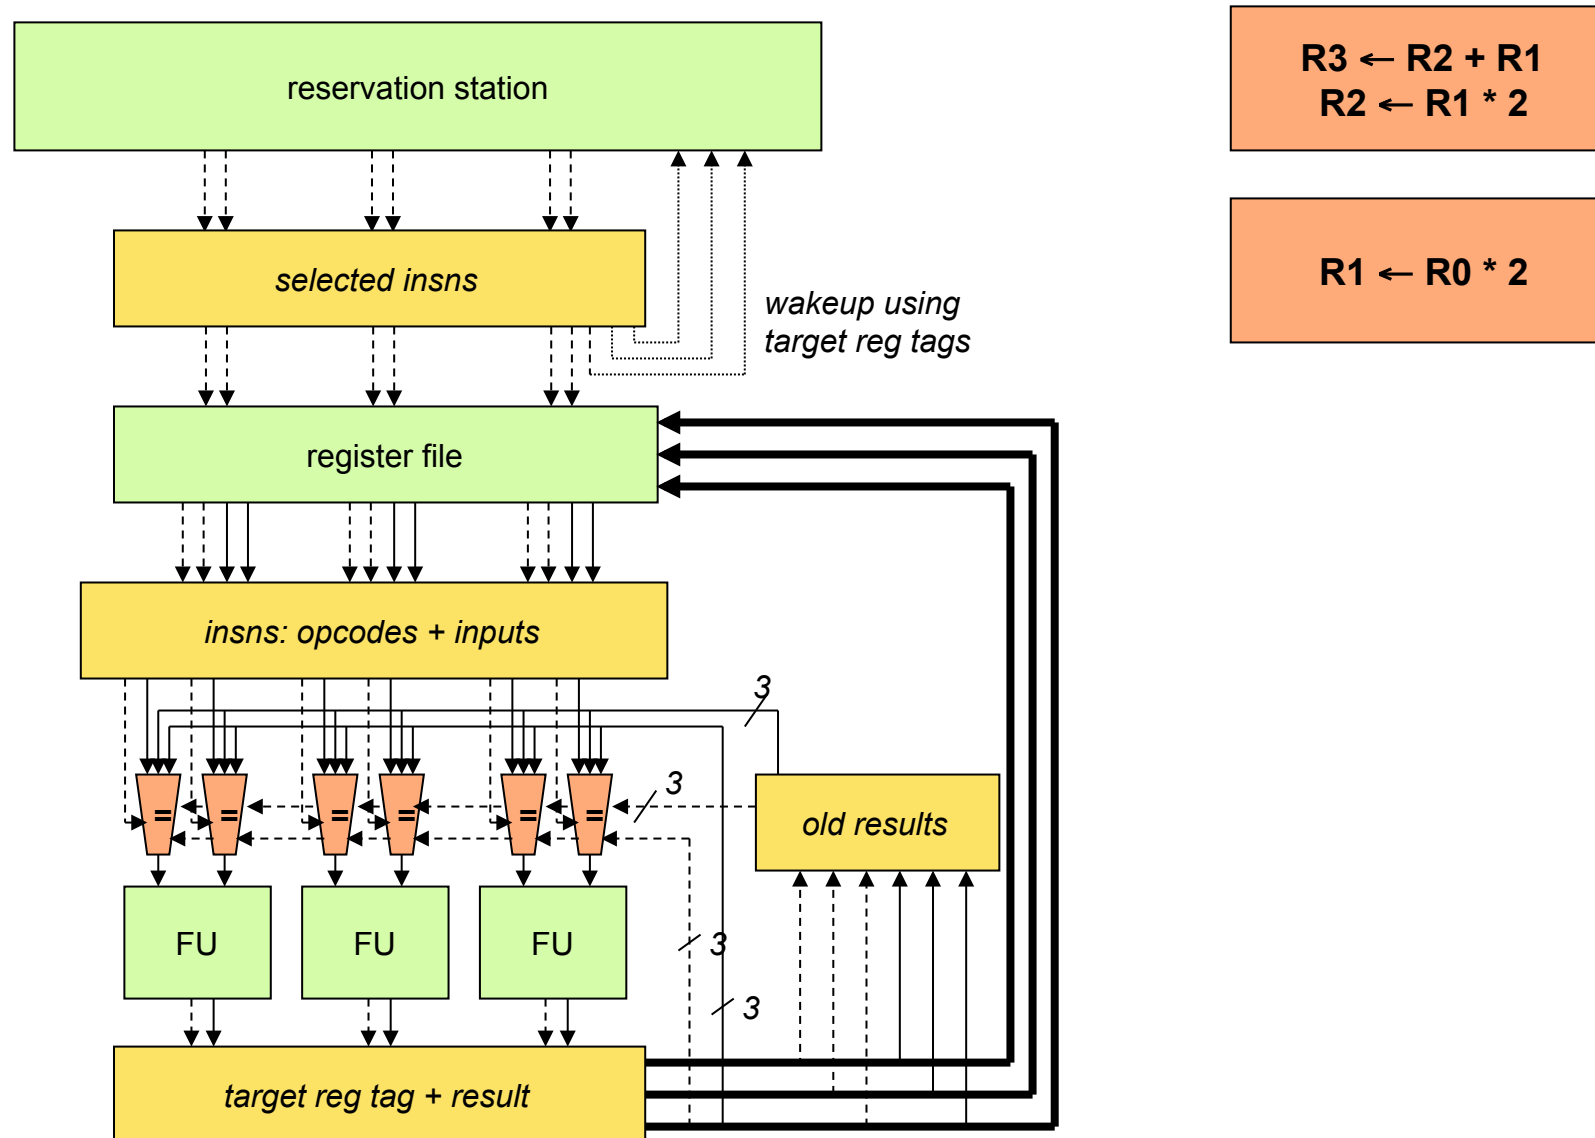 reservation station
R3 ← R2 + R1
R2 ← R1 * 2
selected insns
R1 ← R0 * 2
wakeup using
target reg tags
register file
insns: opcodes + inputs
3
3
= = = = = =
old results
FU FU FU
3
3
target reg tag + result